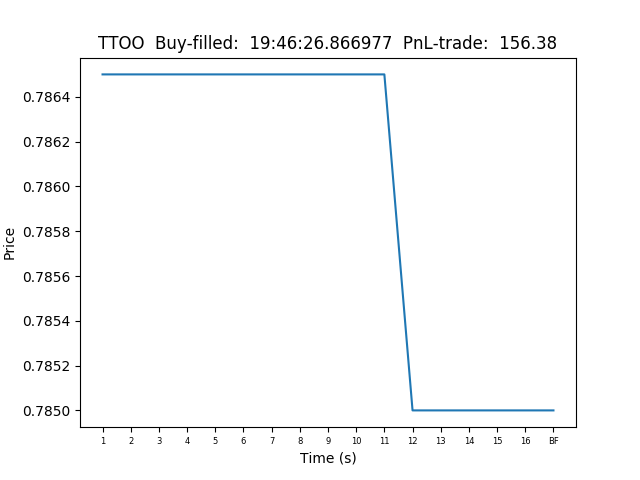 TTOO  Buy-filled:  19:46:26.866977  PnL-trade:  156.38
Price
0.7864
0.7862
0.7860
0.7858
0.7856
0.7854
0.7852
0.7850
1 2 3 4 5 6 7 8 9 10 11 12 13 14 15 16 BF
Time (s)